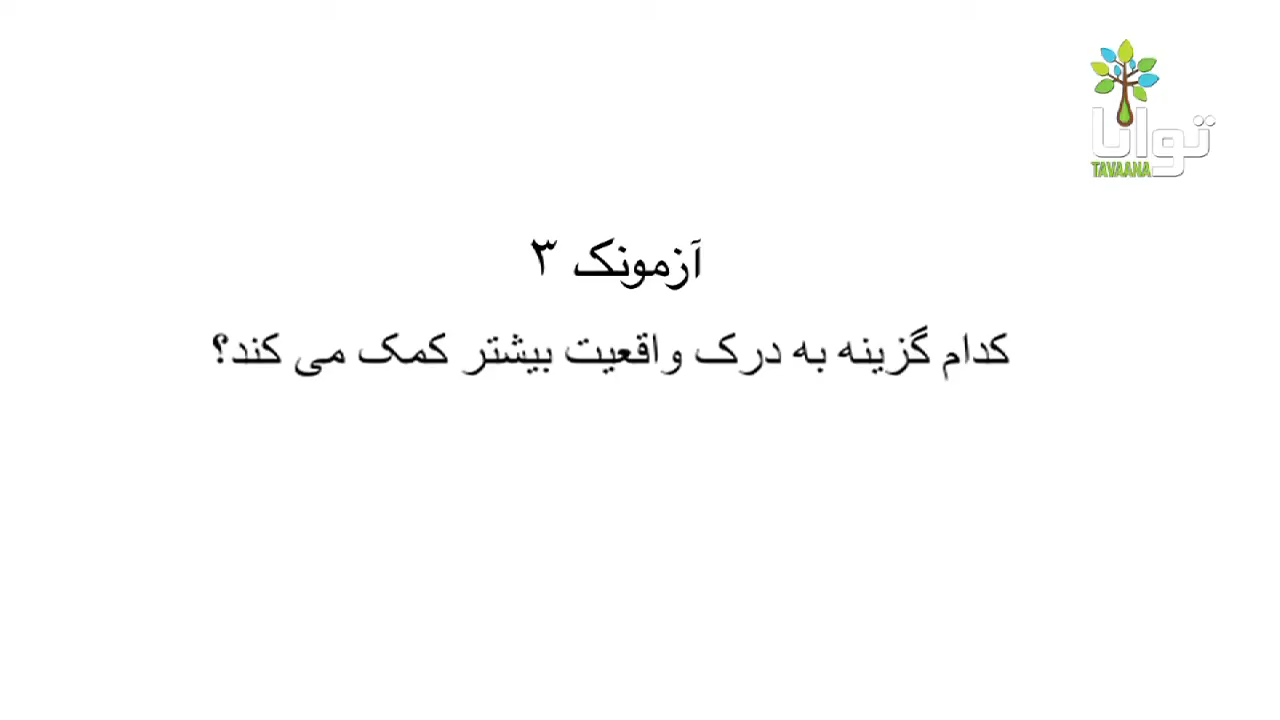 توانا
TAVAANA
آزمونک ۳
کدام گزینه به درک واقعیت بیشتر کمک می کند؟